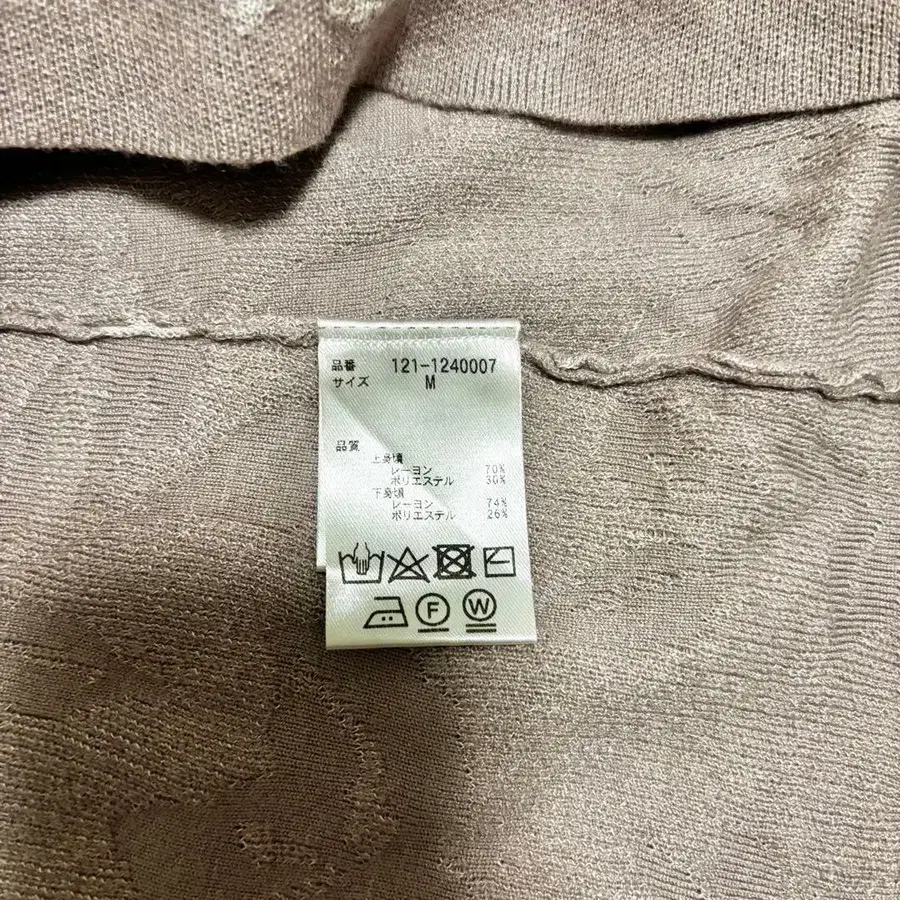 品番 121-1240007
サイズ M
品質
上身頃
レーヨン 70%
ポリエステル 30%
下身頃
レーヨン 74%
ポリエステル 26%
F W